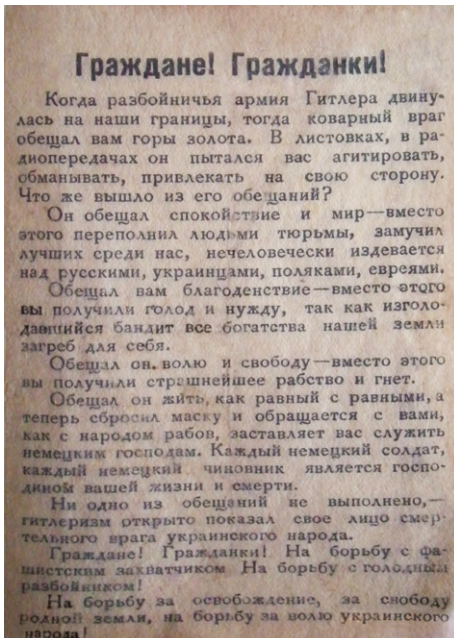 Граждане! Гражданки!
Когда разбойничья армия Гитлера двину-
лась на наши границы, тогда коварный враг
обещал вам горы золота. В листовках, в ра-
диопередачах он пытался вас агитировать,
обманывать, привлекать на свою сторону.
Что же вышло из его обещаний?
Он обещал спокойствие и мир—вместо
этого переполнил людьми тюрьмы, замучил
лучших среди нас, нечеловечески издевается
над русскими, украинцами, поляками, евреями.
Обещал вам благоденствие—вместо этого
вы получили голод и нужду, так как изголо-
давшийся бандит все богатства нашей земли
загреб для себя.
Обещал он волю и свободу—вместо этого
вы получили страшнейшее рабство и гнет.
Обещал он жить, как равный с равными, а
теперь сбросил маску и обращается с вами,
как с народом рабов, заставляет вас служить
немецким господам. Каждый немецкий солдат,
каждый немецкий чиновник является госпо-
дином вашей жизни и смерти.
Ни одно из обещаний не выполнено,—
гитлеризм открыто показал свое лицо смер-
тельного врага украинского народа.
Граждане! Гражданки! На борьбу с фа-
шистским захватчиком На борьбу с голодным
разбойником!
На борьбу за освобождение, за свободу
родной земли, на борьбу за волю украинского
народа!